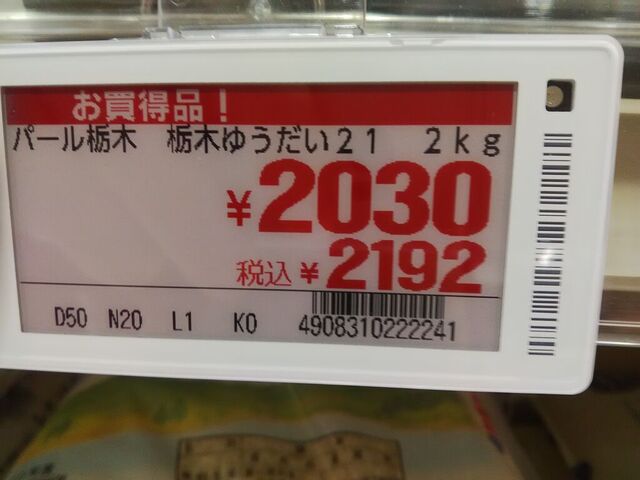 お買得品！
パール栃木　栃木ゆうだい２１　２ｋｇ
¥2030
税込 ¥2192
D50 N20 L1 K0 4908310222241